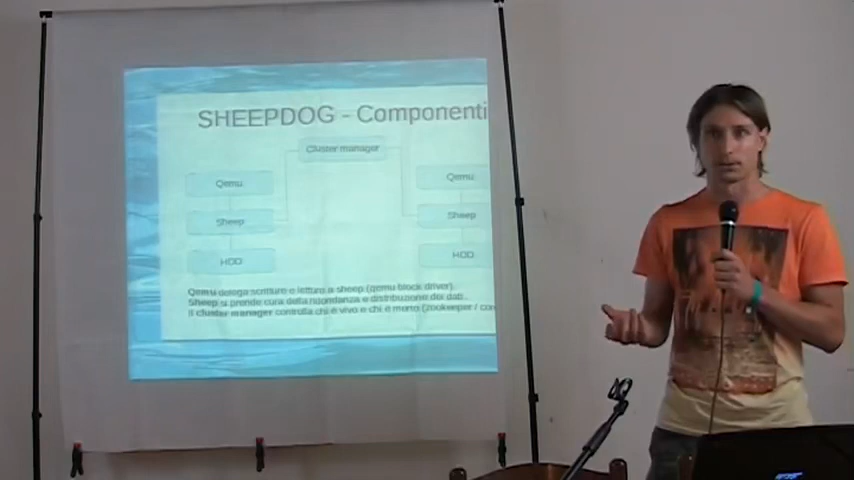 SHEEPDOG - Componenti
Cluster manager
Qemu
Qemu
Sheep
Sheep
HDD
HDD
Qemu delega scritture e letture a sheep (qemu block driver).
Sheep si prende cura della ridondanza e distribuzione dei dati.
Il cluster manager controlla chi è vivo e chi è morto (zookeeper /